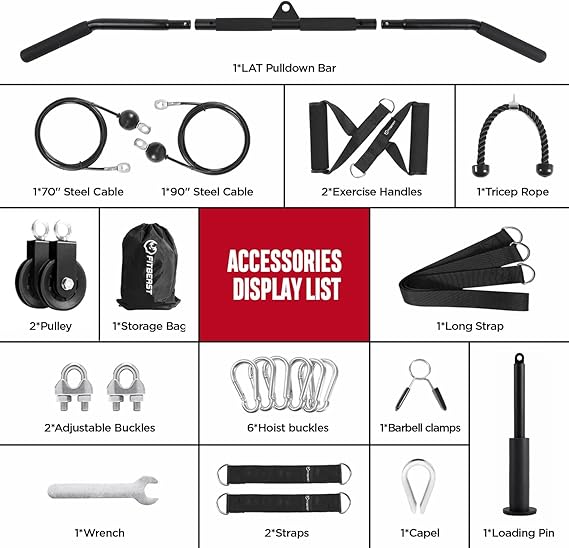 1*LAT Pulldown Bar
1*70" Steel Cable
1*90" Steel Cable
2*Exercise Handles
1*Tricep Rope
2*Pulley
FITBEAST
1*Storage Bag
ACCESSORIES
DISPLAY LIST
1*Long Strap
2*Adjustable Buckles
6*Hoist buckles
1*Barbell clamps
1*Wrench
2*Straps
1*Capel
1*Loading Pin